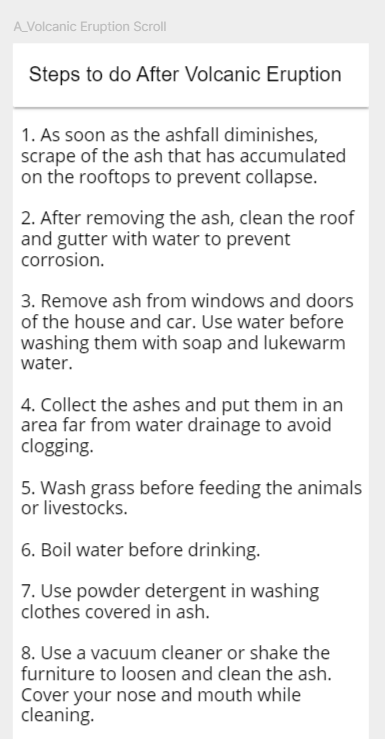 A_Volcanic Eruption Scroll
Steps to do After Volcanic Eruption
1. As soon as the ashfall diminishes,
scrape of the ash that has accumulated
on the rooftops to prevent collapse.
2. After removing the ash, clean the roof
and gutter with water to prevent
corrosion.
3. Remove ash from windows and doors
of the house and car. Use water before
washing them with soap and lukewarm
water.
4. Collect the ashes and put them in an
area far from water drainage to avoid
clogging.
5. Wash grass before feeding the animals
or livestocks.
6. Boil water before drinking.
7. Use powder detergent in washing
clothes covered in ash.
8. Use a vacuum cleaner or shake the
furniture to loosen and clean the ash.
Cover your nose and mouth while
cleaning.